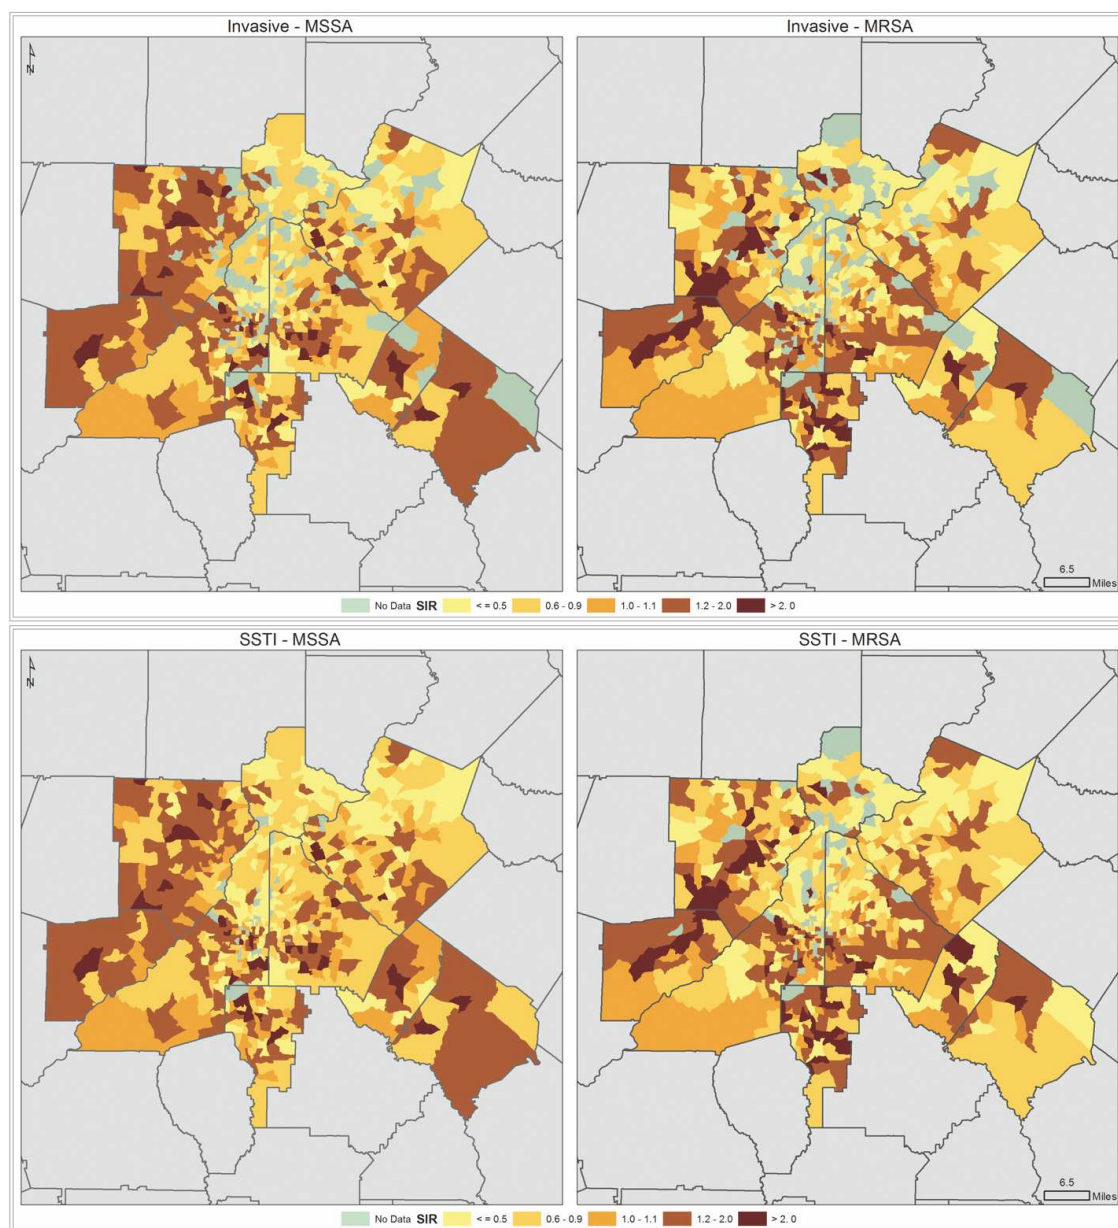 Invasive - MSSA
Invasive - MRSA
N
6.5
Miles
No Data SIR < = 0.5 0.6 - 0.9 1.0 - 1.1 1.2 - 2.0 > 2. 0
SSTI - MSSA
SSTI - MRSA
N
6.5
Miles
No Data SIR < = 0.5 0.6 - 0.9 1.0 - 1.1 1.2 - 2.0 > 2. 0